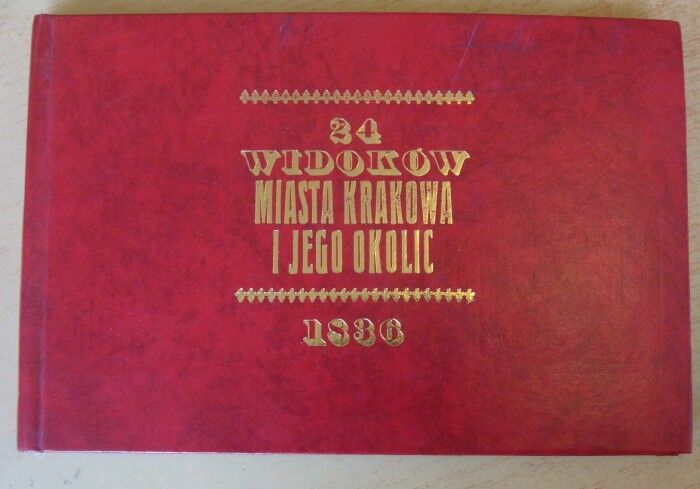 24
WIDOKÓW
MIASTA KRAKOWA
I JEGO OKOLIC
1836